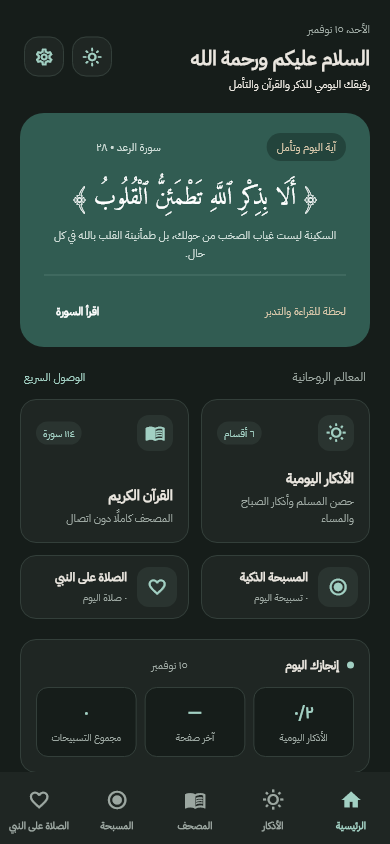 الأحد، ١٥ نوفمبر
السلام عليكم ورحمة الله
رفيقك اليومي للذكر والقرآن والتأمل
آية اليوم وتأمل
سورة الرعد • ٢٨
﴿ أَلَا بِذِكْرِ ٱللَّهِ تَطْمَئِنُّ ٱلْقُلُوبُ ﴾
السكينة ليست غياب الصخب من حولك، بل طمأنينة القلب بالله في كل
حال.
لحظة للقراءة والتدبر
اقرأ السورة
المعالم الروحانية
الوصول السريع
٦ أقسام
الأذكار اليومية
حصن المسلم وأذكار الصباح
والمساء
١١٤ سورة
القرآن الكريم
المصحف كاملًا دون اتصال
المسبحة الذكية
٠ تسبيحة اليوم
الصلاة على النبي
٠ صلاة اليوم
إنجازك اليوم
١٥ نوفمبر
٠/٢
الأذكار اليومية
—
آخر صفحة
٠
مجموع التسبيحات
الرئيسية
الأذكار
المصحف
المسبحة
الصلاة على النبي